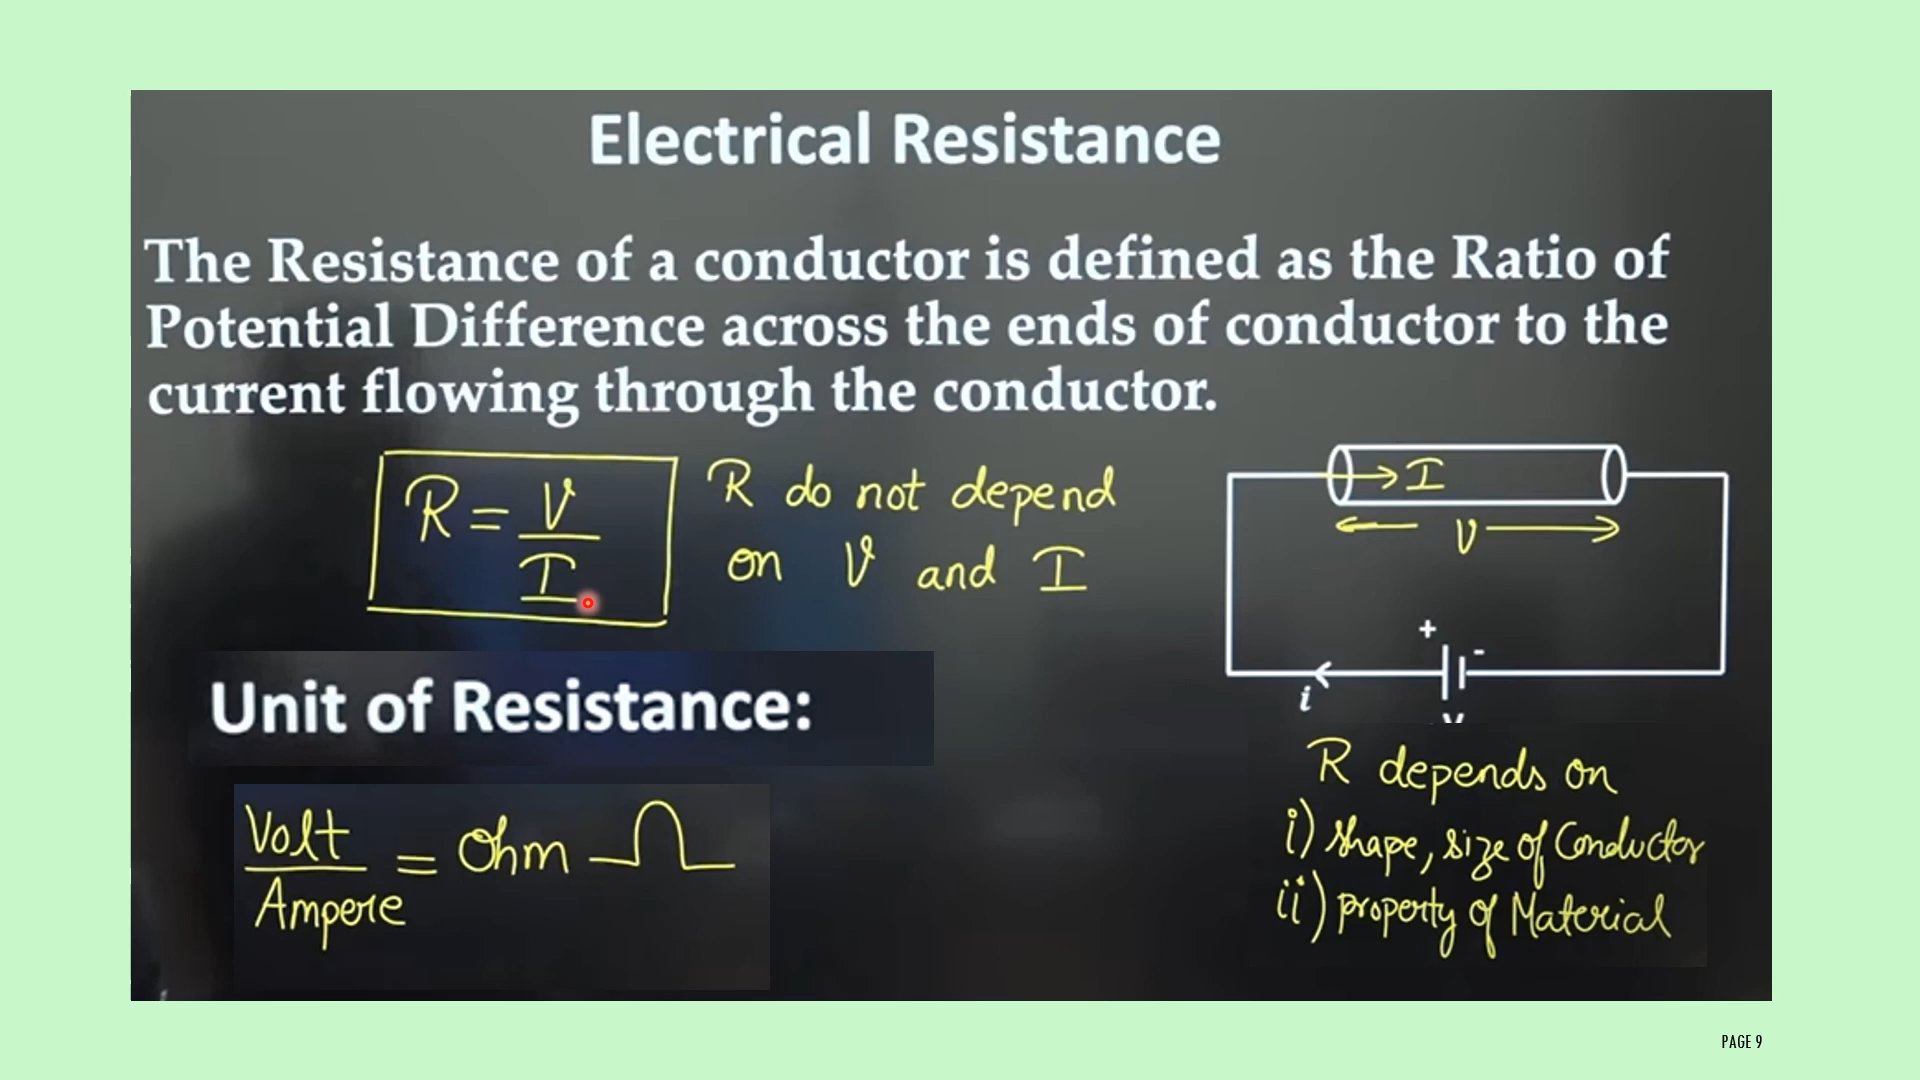 Electrical Resistance
The Resistance of a conductor is defined as the Ratio of
Potential Difference across the ends of conductor to the
current flowing through the conductor.
R = V
I
R do not depend
on V and I
I
V
+
-
i
V
Unit of Resistance:
Volt
Ampere
= Ohm Ω
R depends on
i) shape, size of Conductor
ii) property of Material
PAGE 9